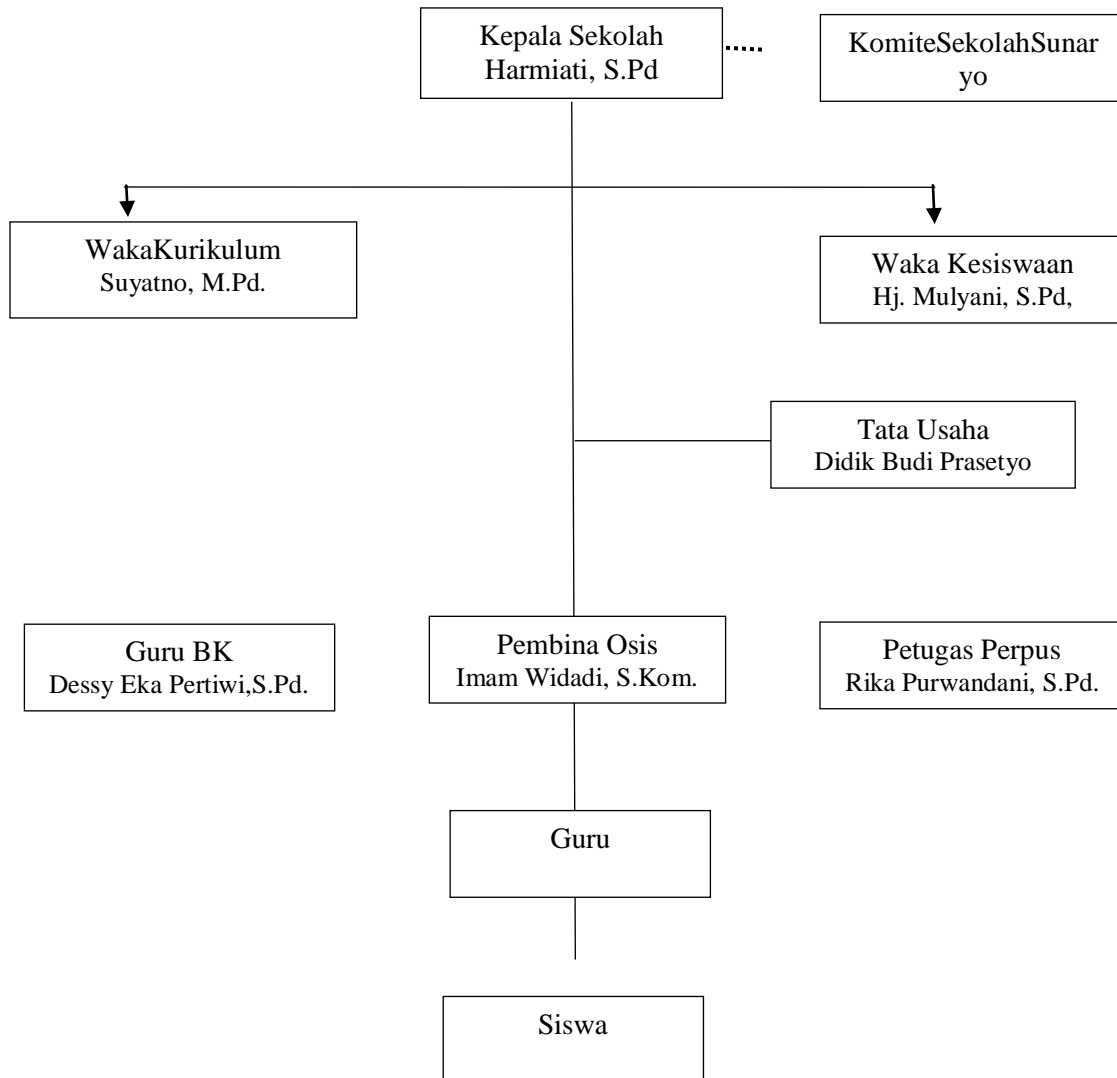 Kepala Sekolah
Harmiati, S.Pd
KomiteSekolahSunar
yo
WakaKurikulum
Suyatno, M.Pd.
Waka Kesiswaan
Hj. Mulyani, S.Pd,
Tata Usaha
Didik Budi Prasetyo
Guru BK
Dessy Eka Pertiwi,S.Pd.
Pembina Osis
Imam Widadi, S.Kom.
Petugas Perpus
Rika Purwandani, S.Pd.
Guru
Siswa